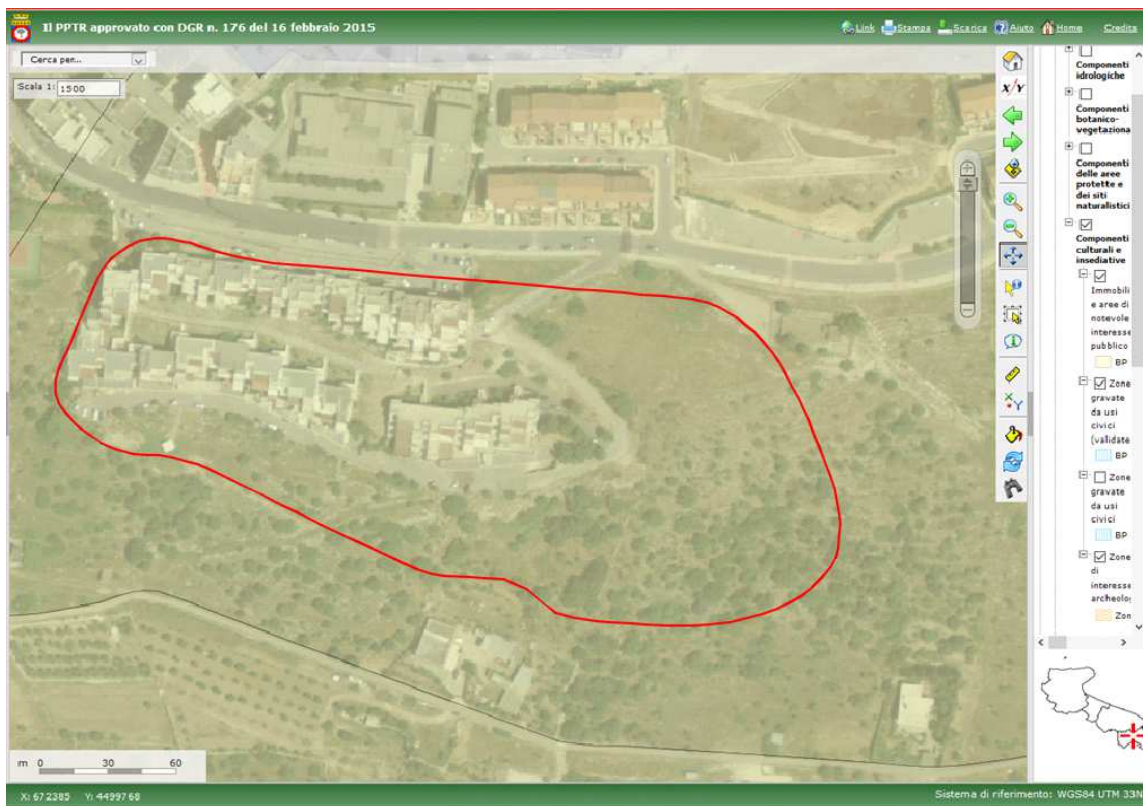 Il PPTR approvato con DGR n. 176 del 16 febbraio 2015
Link Stampa Scarica Aiuto Home Credits
Cerca per...
Scala 1: 1500
X/Y
Componenti
idrologiche
Componenti
botanico-
vegetaziona
Componenti
delle aree
protette e
dei siti
naturalistici
Componenti
culturali e
insediative
Immobili
e aree di
notevole
interesse
pubblico
BP
Zone
gravate
da usi
civici
(validate
BP
Zone
gravate
da usi
civici
BP
Zone
di
interesse
archeolog
Zon
m 0 30 60
X: 672385 Y: 4499768
Sistema di riferimento: WGS84 UTM 33N